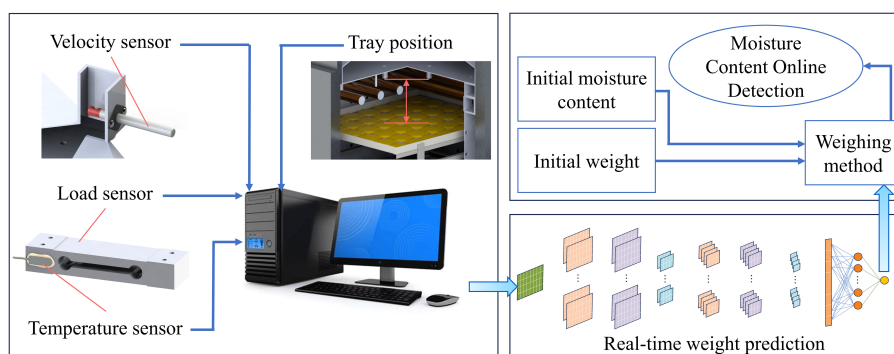 Velocity sensor
Tray position
Load sensor
Temperature sensor
Initial moisture
content
Initial weight
Moisture
Content Online
Detection
Weighing
method
Real-time weight prediction